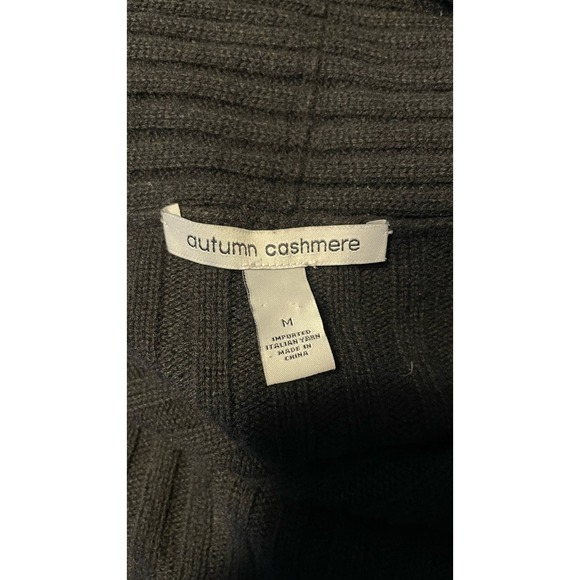 autumn cashmere
M
IMPORTED
ITALIAN YARN
MADE IN
CHINA